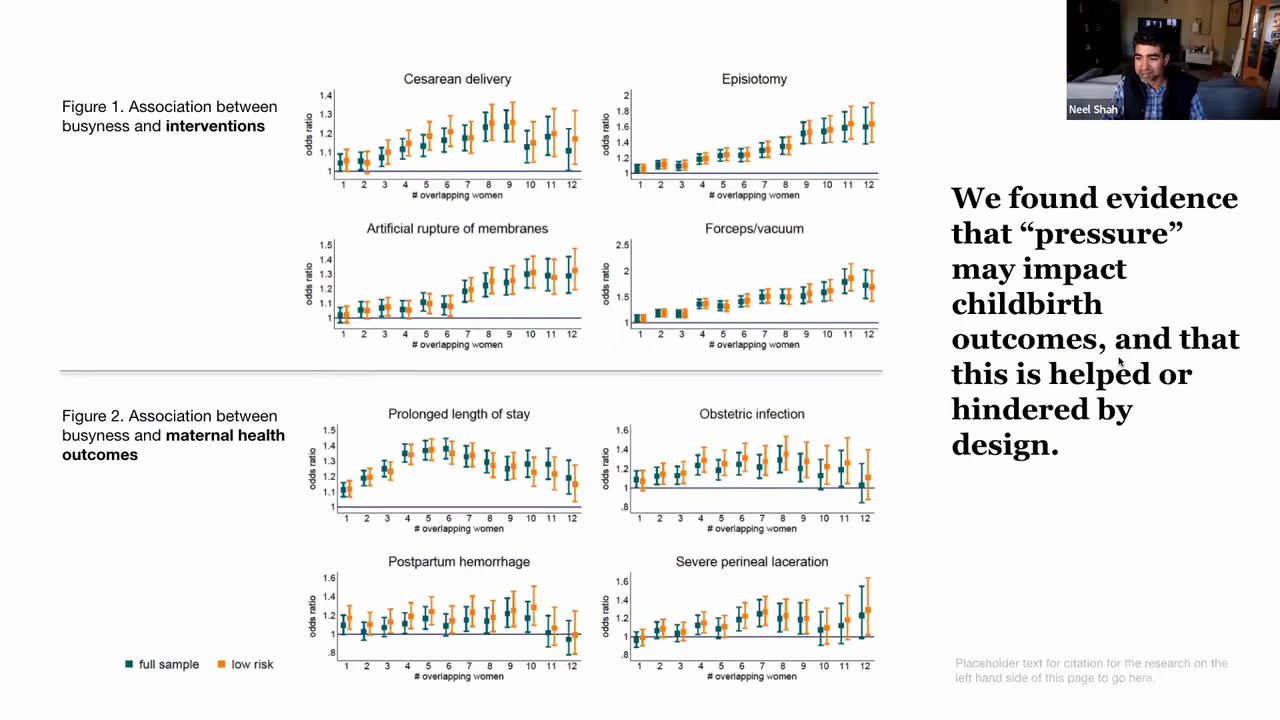 Neel Shah
Figure 1. Association between
busyness and interventions
Cesarean delivery
odds ratio
1.4
1.3
1.2
1.1
1
1 2 3 4 5 6 7 8 9 10 11 12
# overlapping women
Episiotomy
odds ratio
2
1.8
1.6
1.4
1.2
1
1 2 3 4 5 6 7 8 9 10 11 12
# overlapping women
Artificial rupture of membranes
odds ratio
1.5
1.4
1.3
1.2
1.1
1
1 2 3 4 5 6 7 8 9 10 11 12
# overlapping women
Forceps/vacuum
odds ratio
2.5
2
1.5
1
1 2 3 4 5 6 7 8 9 10 11 12
# overlapping women
Figure 2. Association between
busyness and maternal health
outcomes
Prolonged length of stay
odds ratio
1.5
1.4
1.3
1.2
1.1
1
1 2 3 4 5 6 7 8 9 10 11 12
# overlapping women
Obstetric infection
odds ratio
1.6
1.4
1.2
1
.8
1 2 3 4 5 6 7 8 9 10 11 12
# overlapping women
Postpartum hemorrhage
odds ratio
1.6
1.4
1.2
1
.8
1 2 3 4 5 6 7 8 9 10 11 12
# overlapping women
Severe perineal laceration
odds ratio
1.6
1.4
1.2
1
.8
1 2 3 4 5 6 7 8 9 10 11 12
# overlapping women
full sample low risk
We found evidence
that “pressure”
may impact
childbirth
outcomes, and that
this is helped or
hindered by
design.
Placeholder text for citation for the research on the
left hand side of this page to go here.